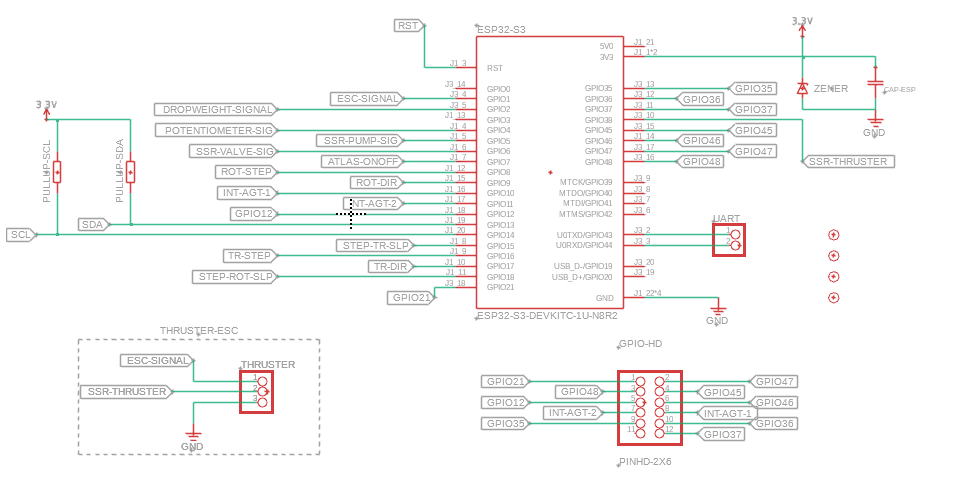 RST
ESP32-S3
3.3V
J1 21
5V0
J1 1*2
3V3
J1 3
RST
J3 14
GPIO0
J3 13
GPIO35
GPIO35
ZENER
CAP-ESP
ESC-SIGNAL
J3 4
GPIO1
J3 12
GPIO36
GPIO36
3.3V
DROPWEIGHT-SIGNAL
J3 5
GPIO2
J3 11
GPIO37
GPIO37
J1 13
GPIO3
J3 10
GPIO38
GND
POTENTIOMETER-SIG
J1 4
GPIO4
J3 15
GPIO45
GPIO45
SSR-PUMP-SIG
J1 5
GPIO5
J1 14
GPIO46
GPIO46
PULLUP-SCL
PULLUP-SDA
SSR-VALVE-SIG
J1 6
GPIO6
J3 17
GPIO47
GPIO47
ATLAS-ONOFF
J1 7
GPIO7
J3 16
GPIO48
GPIO48
SSR-THRUSTER
ROT-STEP
J1 12
GPIO8
ROT-DIR
J1 15
GPIO9
J3 9
MTCK/GPIO39
INT-AGT-1
J1 16
GPIO10
J3 8
MTDO/GPIO40
INT-AGT-2
J1 17
GPIO11
J3 7
MTDI/GPIO41
GPIO12
J1 18
GPIO12
J3 6
MTMS/GPIO42
SDA
J1 19
GPIO13
UART
SCL
J1 20
GPIO14
J3 2
U0TXD/GPIO43
1
STEP-TR-SLP
J1 8
GPIO15
J3 3
U0RXD/GPIO44
2
TR-STEP
J1 9
GPIO16
TR-DIR
J1 10
GPIO17
J3 20
USB_D-/GPIO19
STEP-ROT-SLP
J1 11
GPIO18
J3 19
USB_D+/GPIO20
J3 18
GPIO21
GPIO21
J1 22*4
GND
GND
ESP32-S3-DEVKITC-1U-N8R2
THRUSTER-ESC
GPIO-HD
ESC-SIGNAL
THRUSTER
1
SSR-THRUSTER
2
3
GND
GPIO21
1
2
GPIO47
GPIO48
3
4
GPIO45
GPIO12
5
6
GPIO46
INT-AGT-2
7
8
INT-AGT-1
GPIO35
9
10
GPIO36
11
12
GPIO37
PINHD-2X6